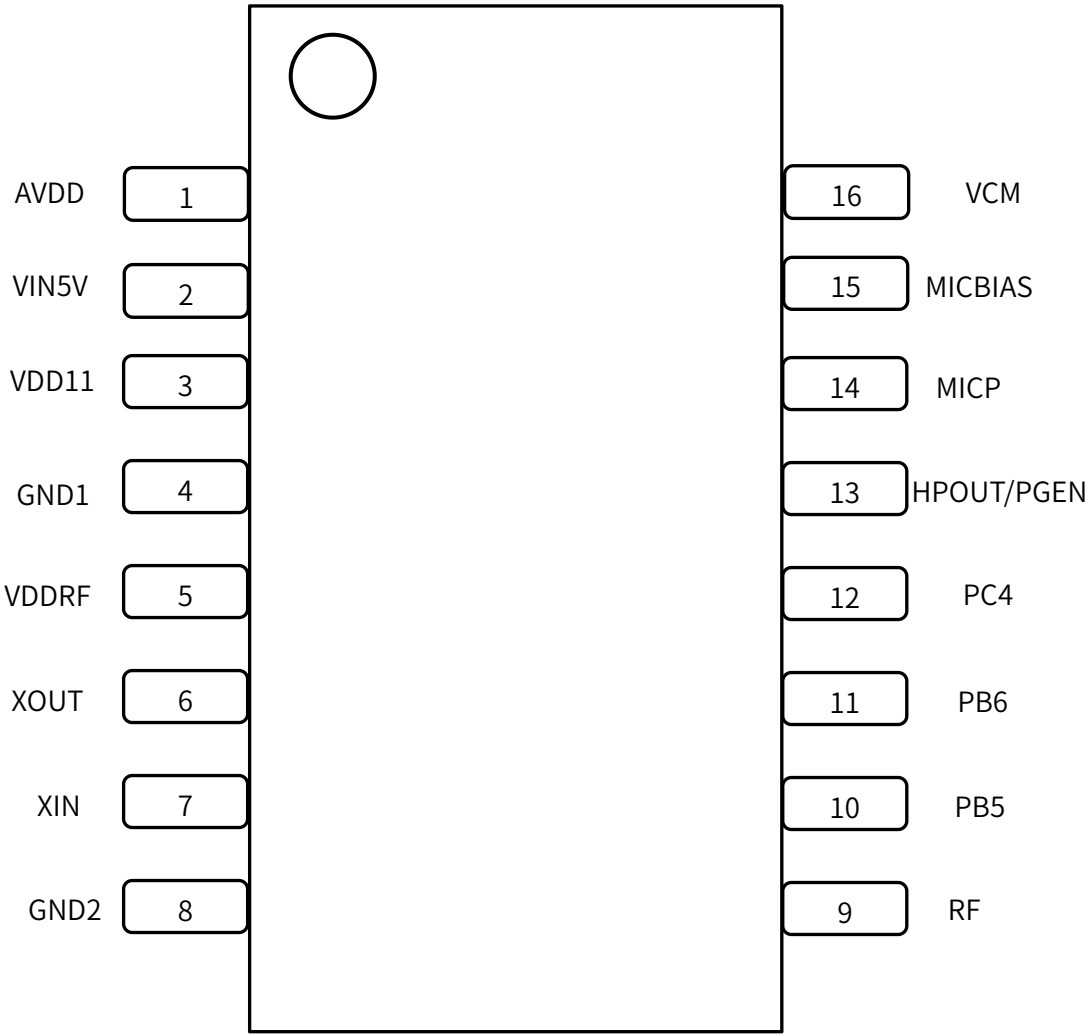 AVDD 1 16 VCM
VIN5V 2 15 MICBIAS
VDD11 3 14 MICP
GND1 4 13 HPOUT/PGEN
VDDRF 5 12 PC4
XOUT 6 11 PB6
XIN 7 10 PB5
GND2 8 9 RF